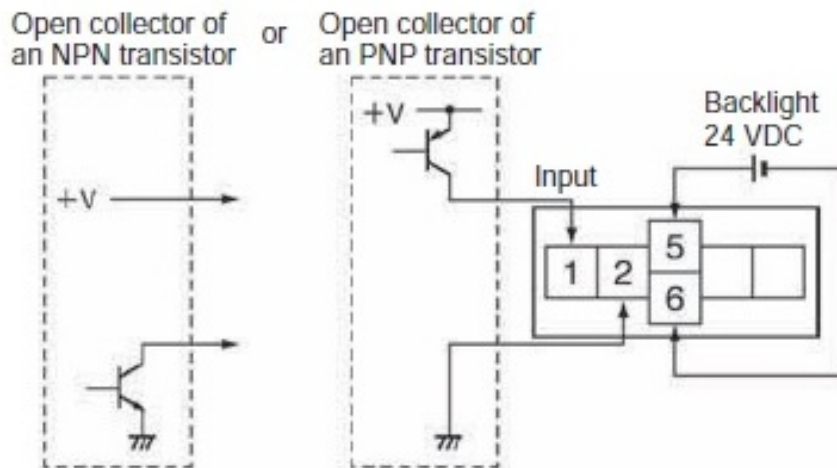 Open collector of
an NPN transistor
or
Open collector of
an PNP transistor
+V
+V
Backlight
24 VDC
Input
1
2
5
6